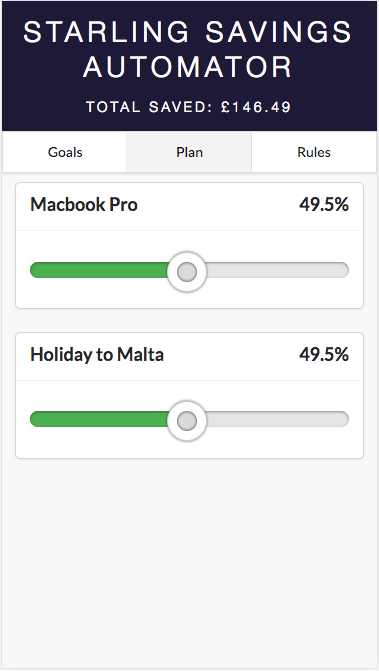 STARLING SAVINGS
AUTOMATOR
TOTAL SAVED: £146.49
Goals Plan Rules
Macbook Pro 49.5%
Holiday to Malta 49.5%